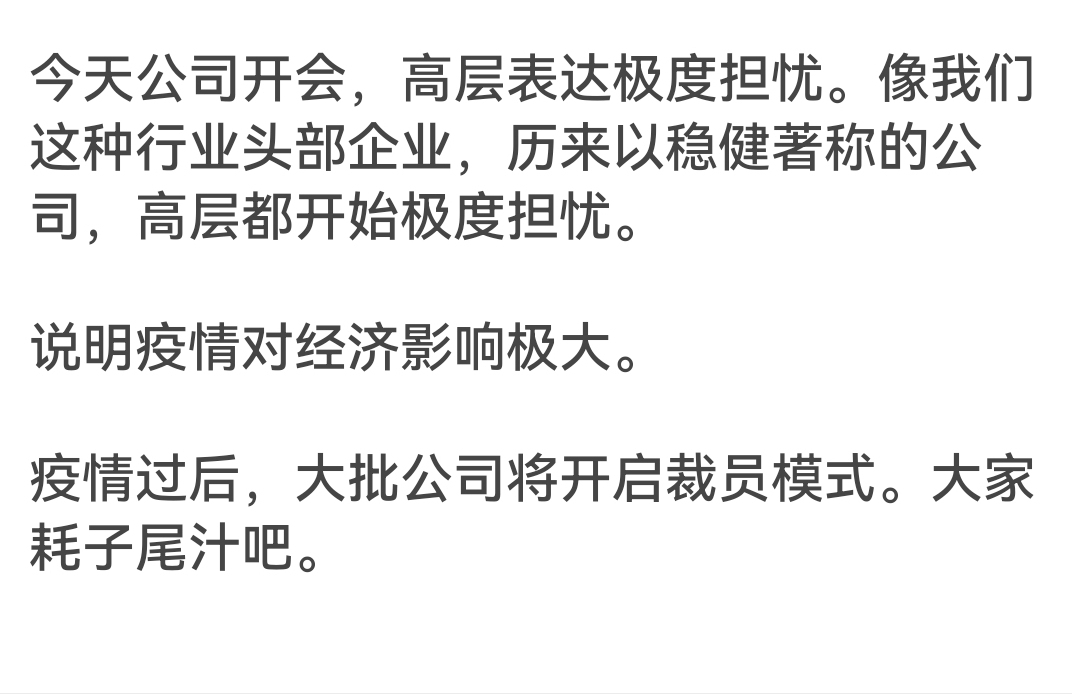 今天公司开会，高层表达极度担忧。像我们
这种行业头部企业，历来以稳健著称的公
司，高层都开始极度担忧。
说明疫情对经济影响极大。
疫情过后，大批公司将开启裁员模式。大家
耗子尾汁吧。